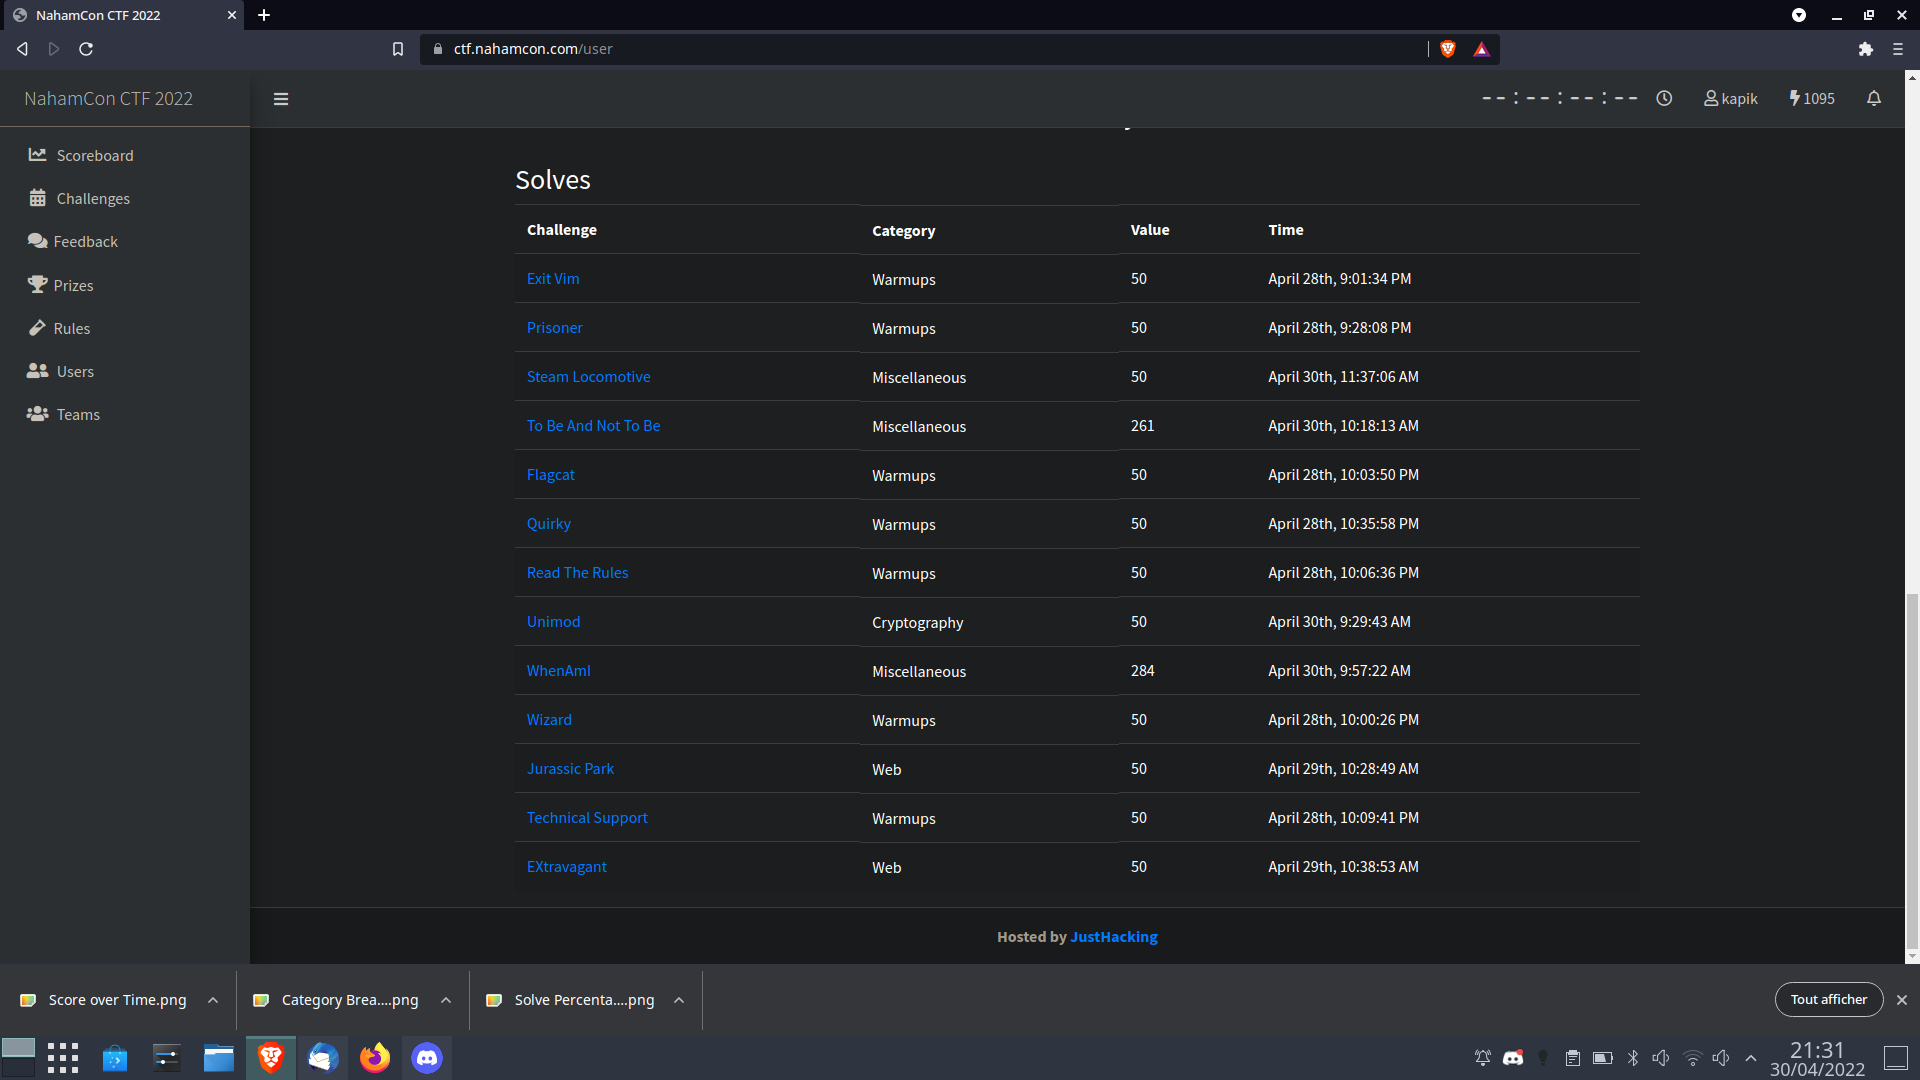 NahamCon CTF 2022
ctf.nahamcon.com/user
NahamCon CTF 2022
--:--:--:--
kapik
1095
Scoreboard
Challenges
Feedback
Prizes
Rules
Users
Teams
Solves
Challenge Category Value Time
Exit Vim Warmups 50 April 28th, 9:01:34 PM
Prisoner Warmups 50 April 28th, 9:28:08 PM
Steam Locomotive Miscellaneous 50 April 30th, 11:37:06 AM
To Be And Not To Be Miscellaneous 261 April 30th, 10:18:13 AM
Flagcat Warmups 50 April 28th, 10:03:50 PM
Quirky Warmups 50 April 28th, 10:35:58 PM
Read The Rules Warmups 50 April 28th, 10:06:36 PM
Unimod Cryptography 50 April 30th, 9:29:43 AM
WhenAmI Miscellaneous 284 April 30th, 9:57:22 AM
Wizard Warmups 50 April 28th, 10:00:26 PM
Jurassic Park Web 50 April 29th, 10:28:49 AM
Technical Support Warmups 50 April 28th, 10:09:41 PM
EXtravagant Web 50 April 29th, 10:38:53 AM
Hosted by JustHacking
Score over Time.png
Category Brea....png
Solve Percenta....png
Tout afficher
21:31
30/04/2022